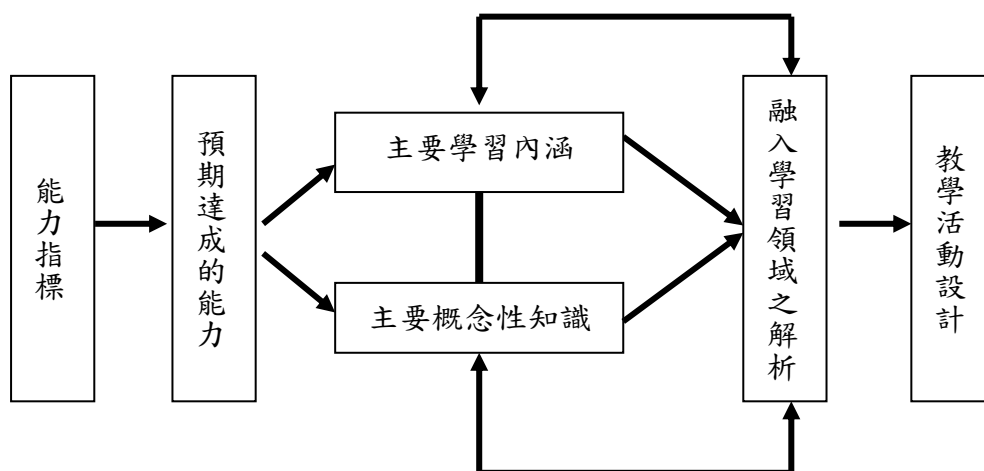 能力指標
預期達成的能力
主要學習內涵
主要概念性知識
融入學習領域之解析
教學活動設計